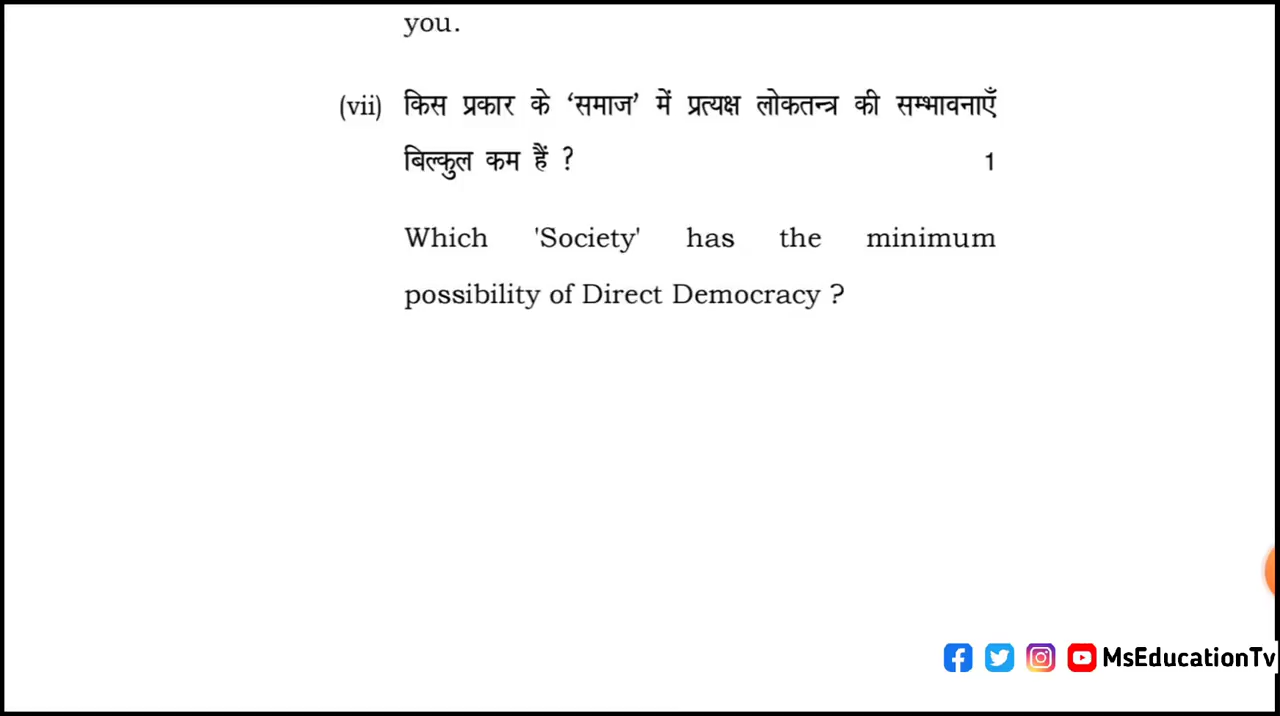 you.
(vii) किस प्रकार के ‘समाज’ में प्रत्यक्ष लोकतन्त्र की सम्भावनाएँ
बिल्कुल कम हैं ? 1
Which 'Society' has the minimum
possibility of Direct Democracy ?
MsEducationTv